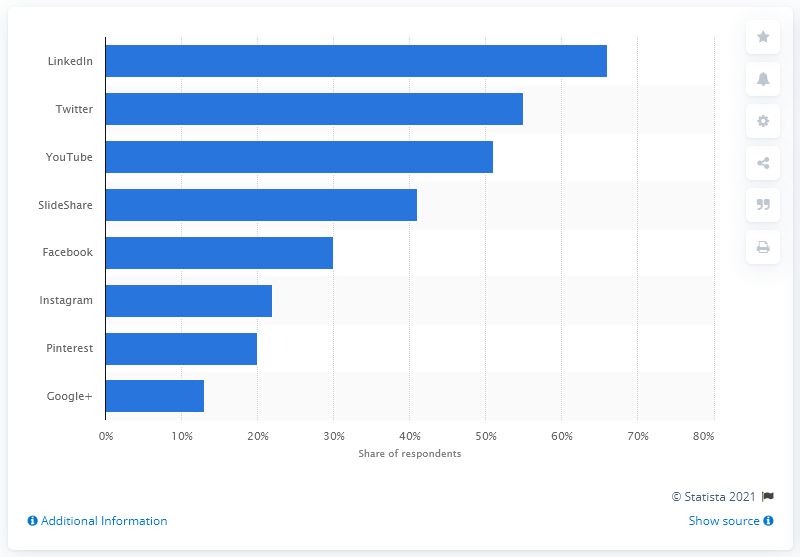 LinkedIn
Twitter
YouTube
SlideShare
Facebook
Instagram
Pinterest
Google+
0% 10% 20% 30% 40% 50% 60% 70% 80%
Share of respondents
© Statista 2021
Additional Information
Show source